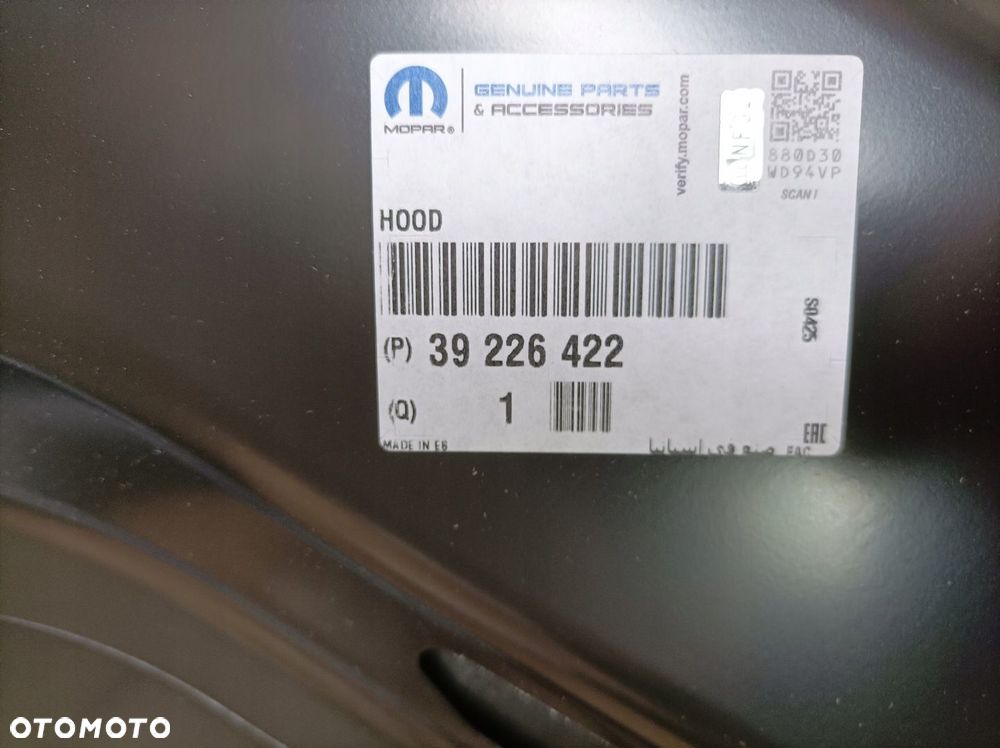 MOPAR®
GENUINE PARTS
& ACCESSORIES
verify.mopar.com
880D30
WD94VP
SCAN!
HOOD
(P) 39 226 422
S0425
(Q) 1
EAC
MADE IN
EAC
OTOMOTO